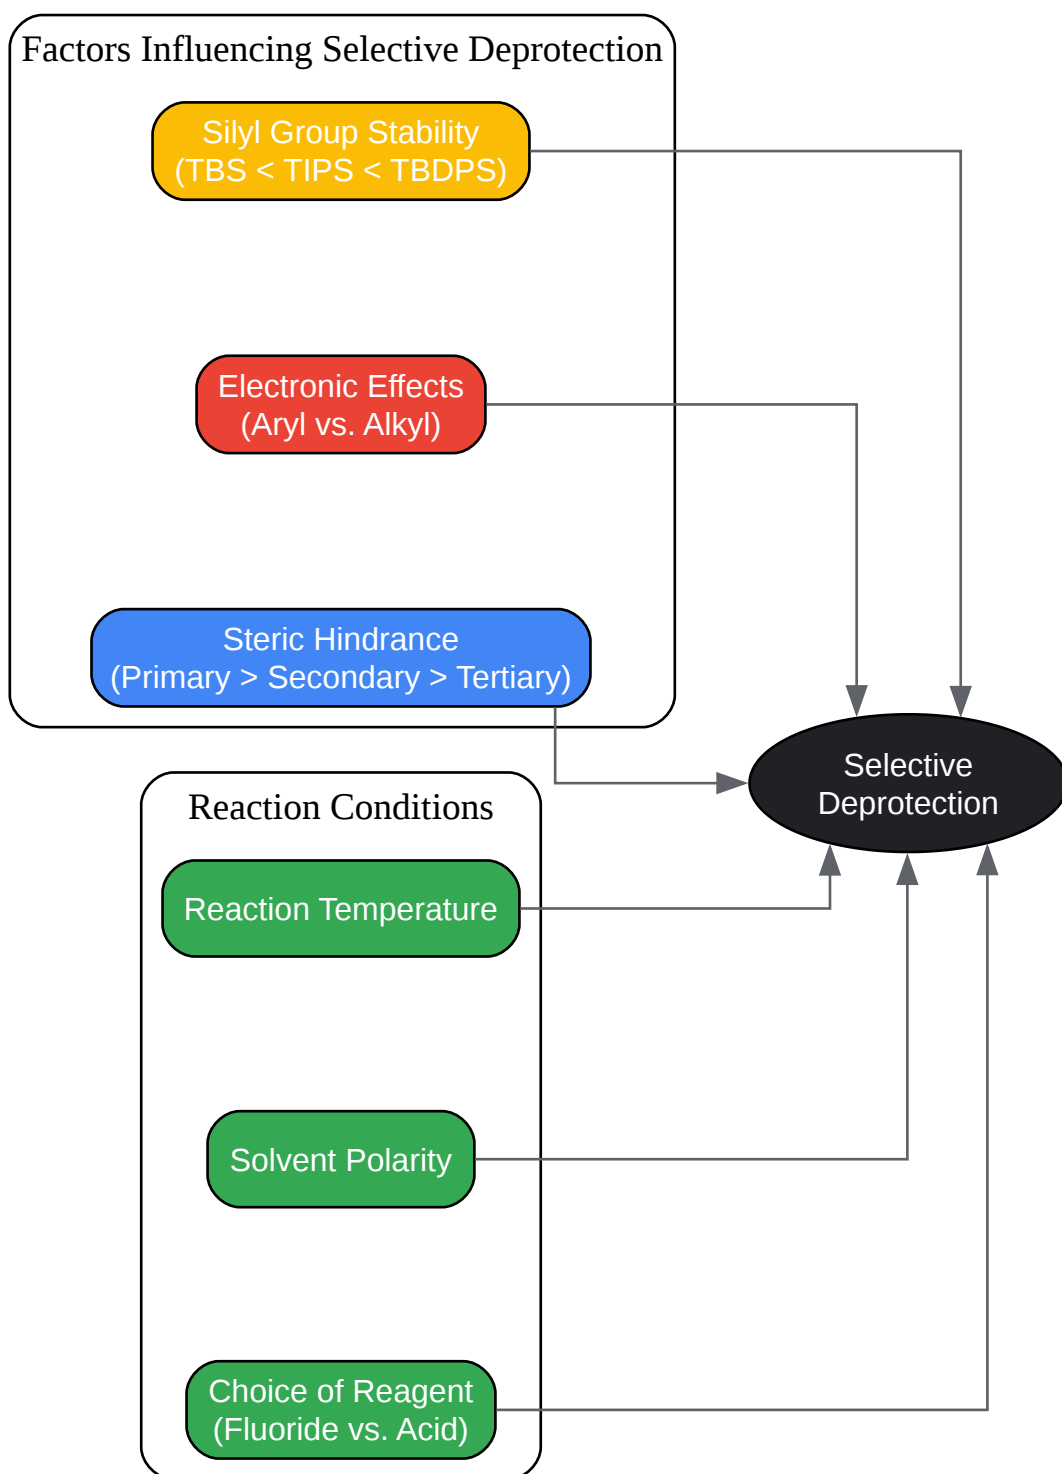 Factors Influencing Selective Deprotection
Silyl Group Stability
(TBS < TIPS < TBDPS)
Electronic Effects
(Aryl vs. Alkyl)
Steric Hindrance
(Primary > Secondary > Tertiary)
Selective
Deprotection
Reaction Conditions
Reaction Temperature
Solvent Polarity
Choice of Reagent
(Fluoride vs. Acid)